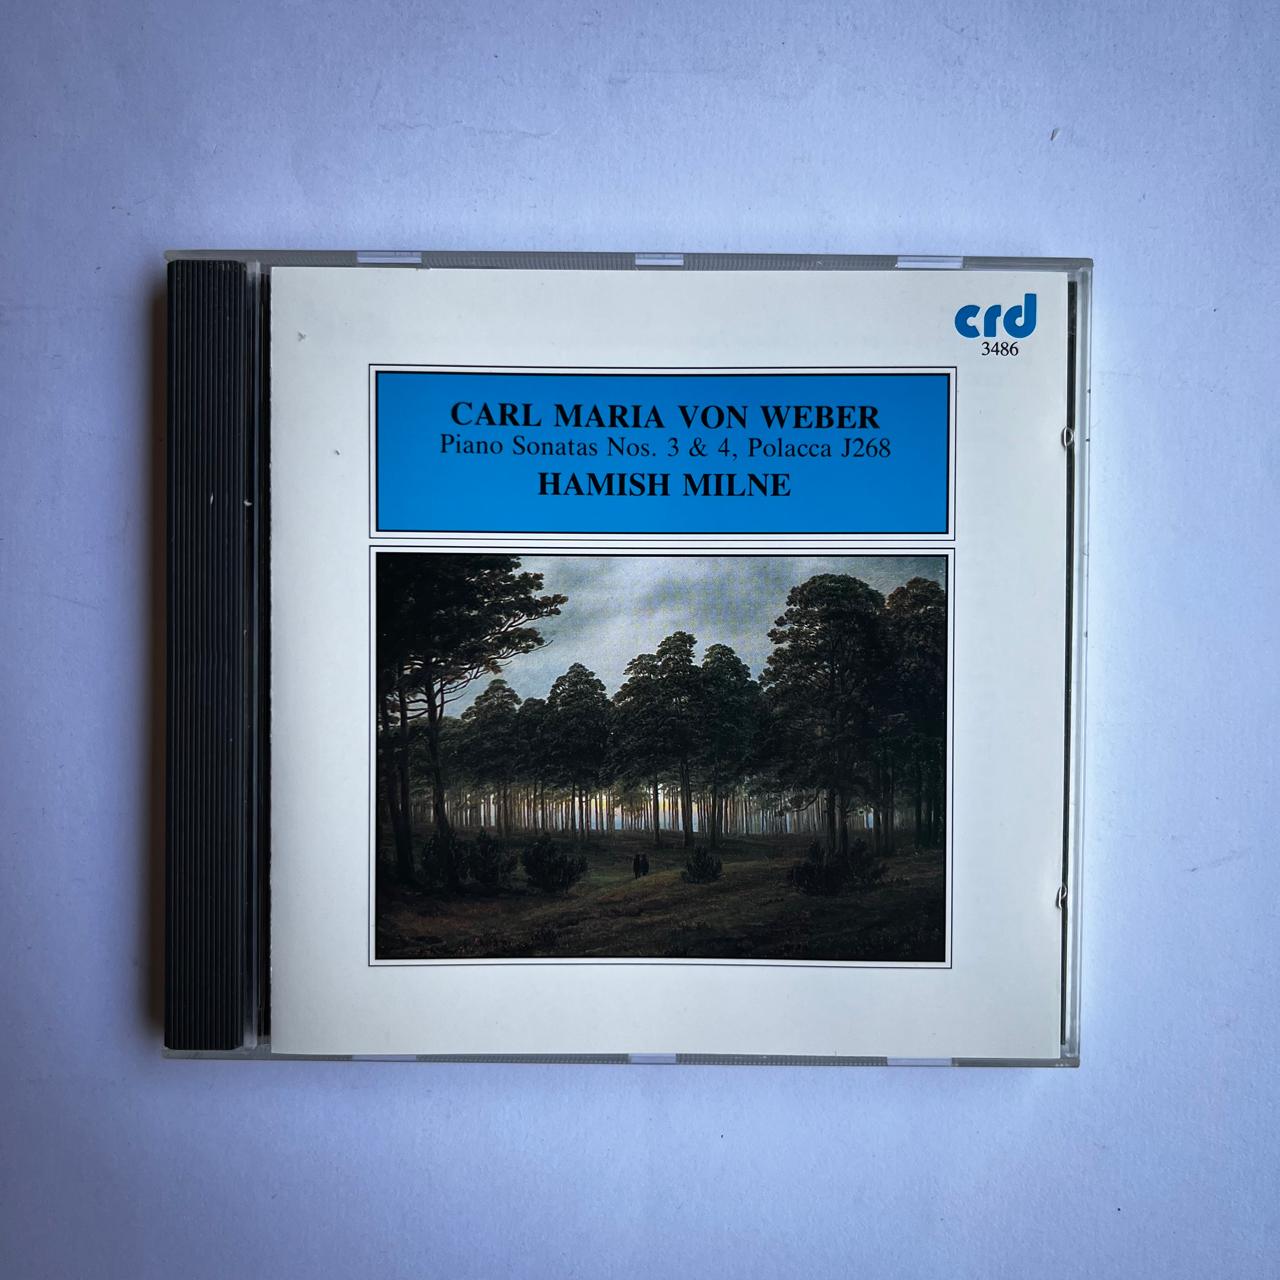 crd
3486
CARL MARIA VON WEBER
Piano Sonatas Nos. 3 & 4, Polacca J268
HAMISH MILNE